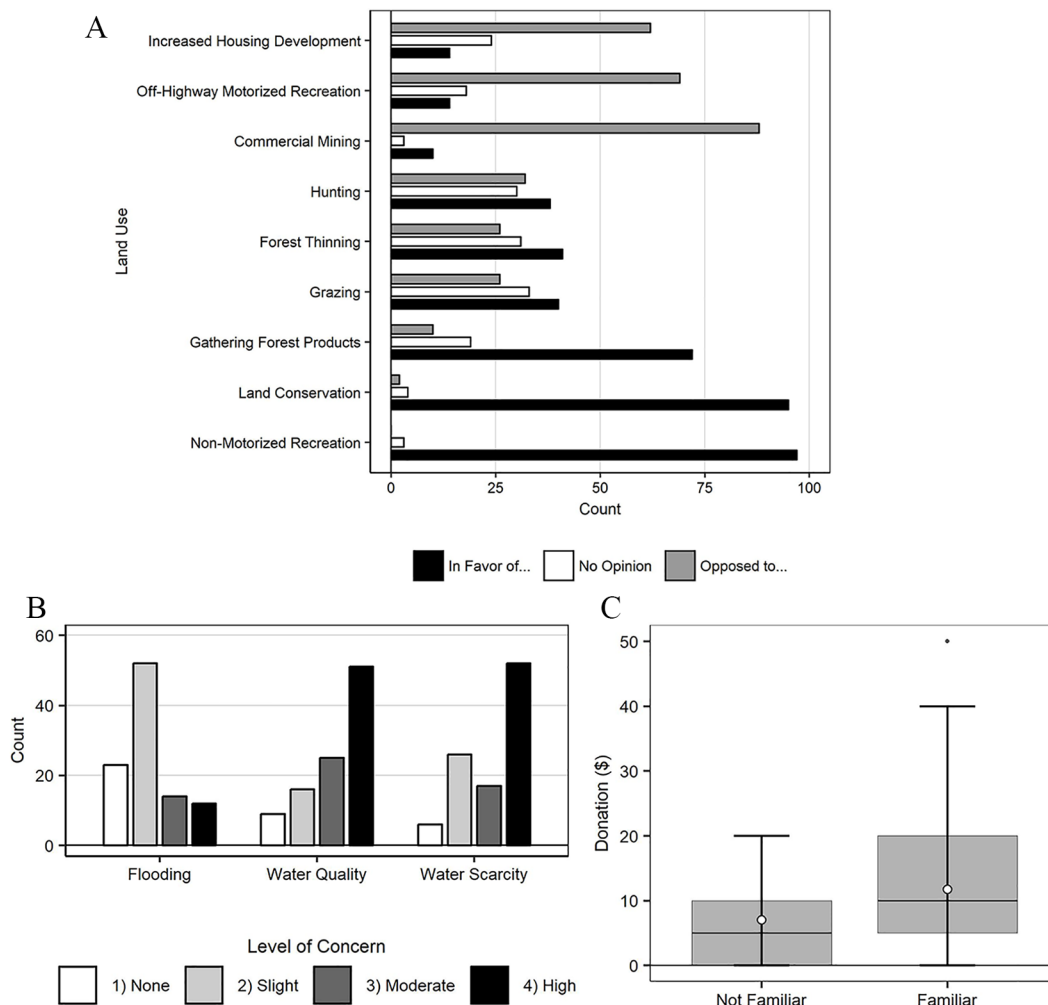 A
Land Use
Increased Housing Development
Off-Highway Motorized Recreation
Commercial Mining
Hunting
Forest Thinning
Grazing
Gathering Forest Products
Land Conservation
Non-Motorized Recreation
0 25 50 75 100
Count
In Favor of... No Opinion Opposed to...
B
Count
60
40
20
0
Flooding Water Quality Water Scarcity
Level of Concern
1) None 2) Slight 3) Moderate 4) High
C
Donation ($)
50
40
30
20
10
0
Not Familiar Familiar